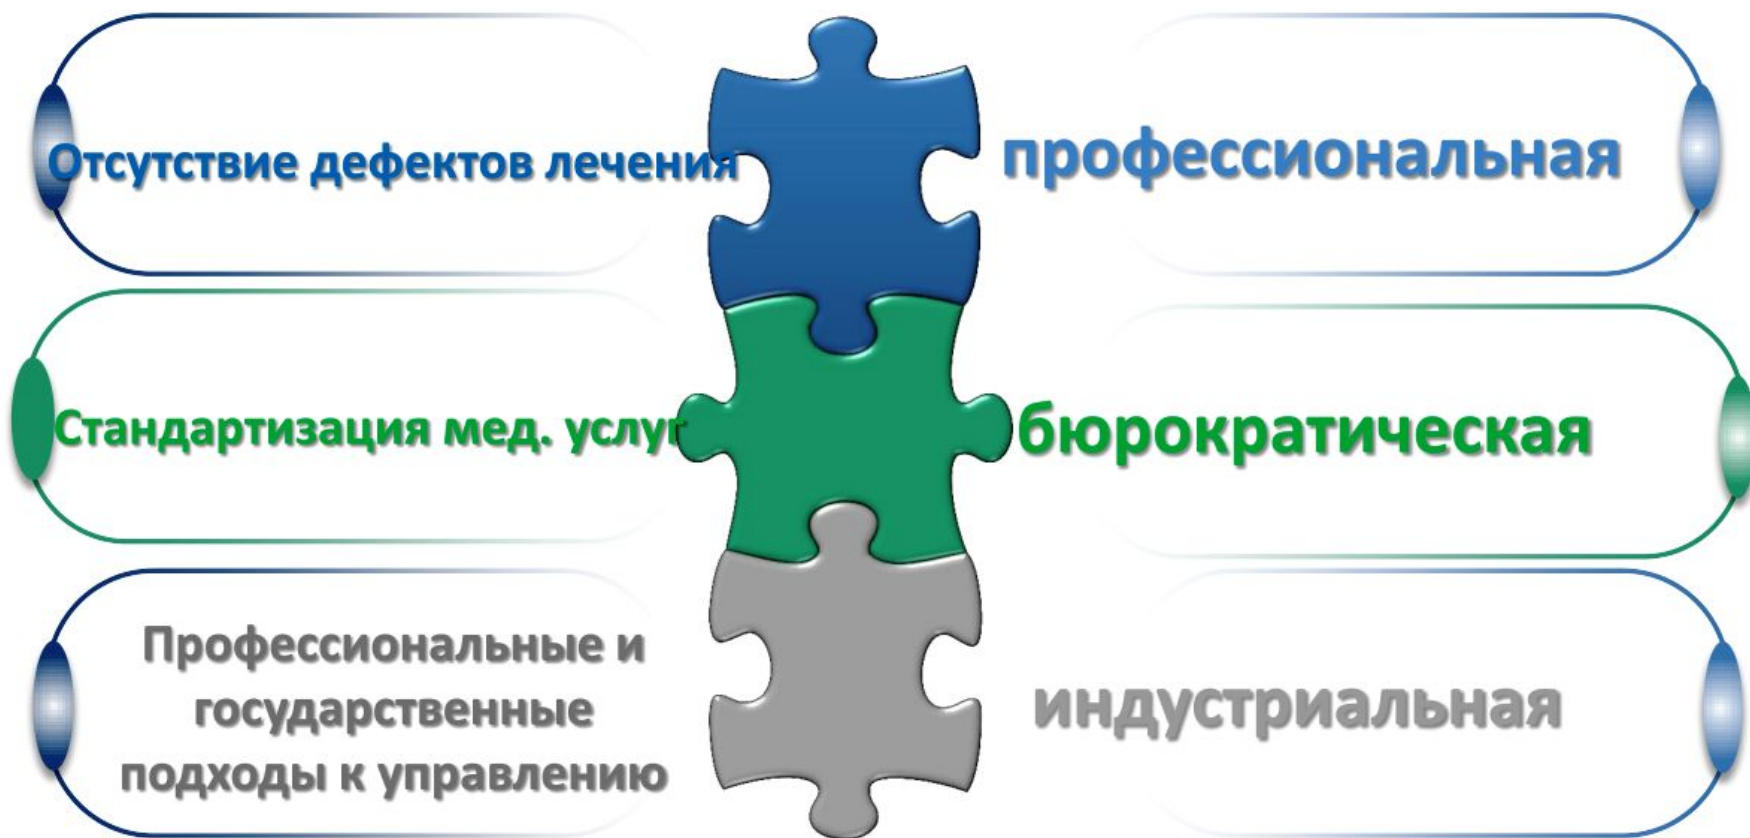 Отсутствие дефектов лечения
профессиональная
Стандартизация мед. услуг
бюрократическая
Профессиональные и
государственные
подходы к управлению
индустриальная